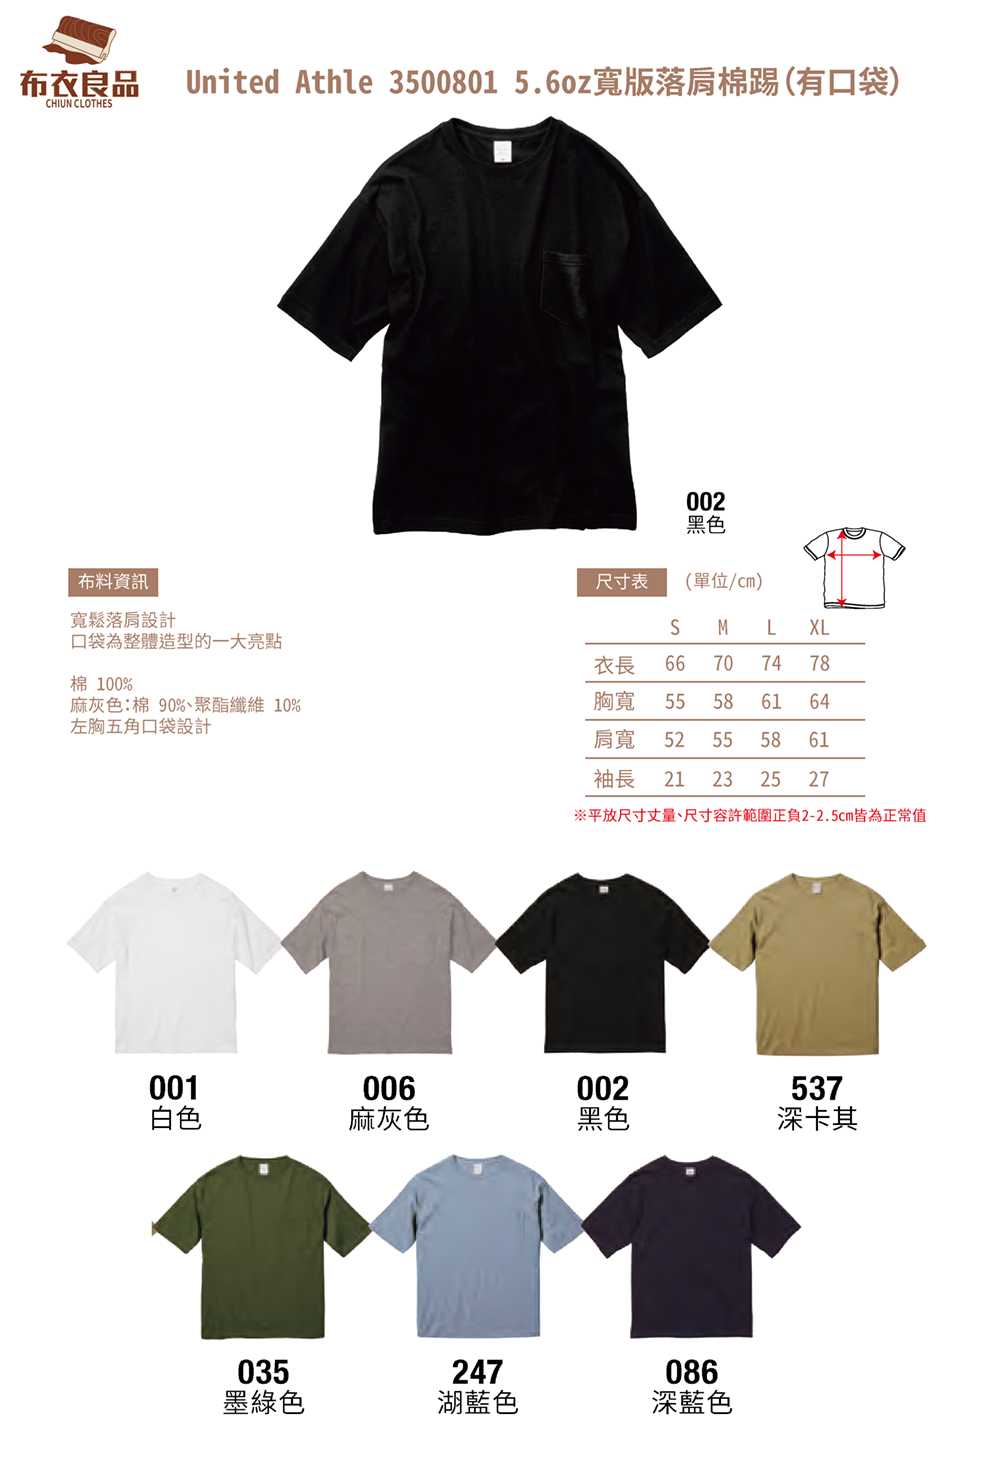 布衣良品
CHIUN CLOTHES
United Athle 3500801 5.6oz寬版落肩棉踢(有口袋)
002
黑色
布料資訊
寬鬆落肩設計
口袋為整體造型的一大亮點
棉 100%
麻灰色:棉 90%、聚酯纖維 10%
左胸五角口袋設計
尺寸表 (單位/cm)
S M L XL
衣長 66 70 74 78
胸寬 55 58 61 64
肩寬 52 55 58 61
袖長 21 23 25 27
※平放尺寸丈量、尺寸容許範圍正負2-2.5cm皆為正常值
001 006 002 537
白色 麻灰色 黑色 深卡其
035 247 086
墨綠色 湖藍色 深藍色